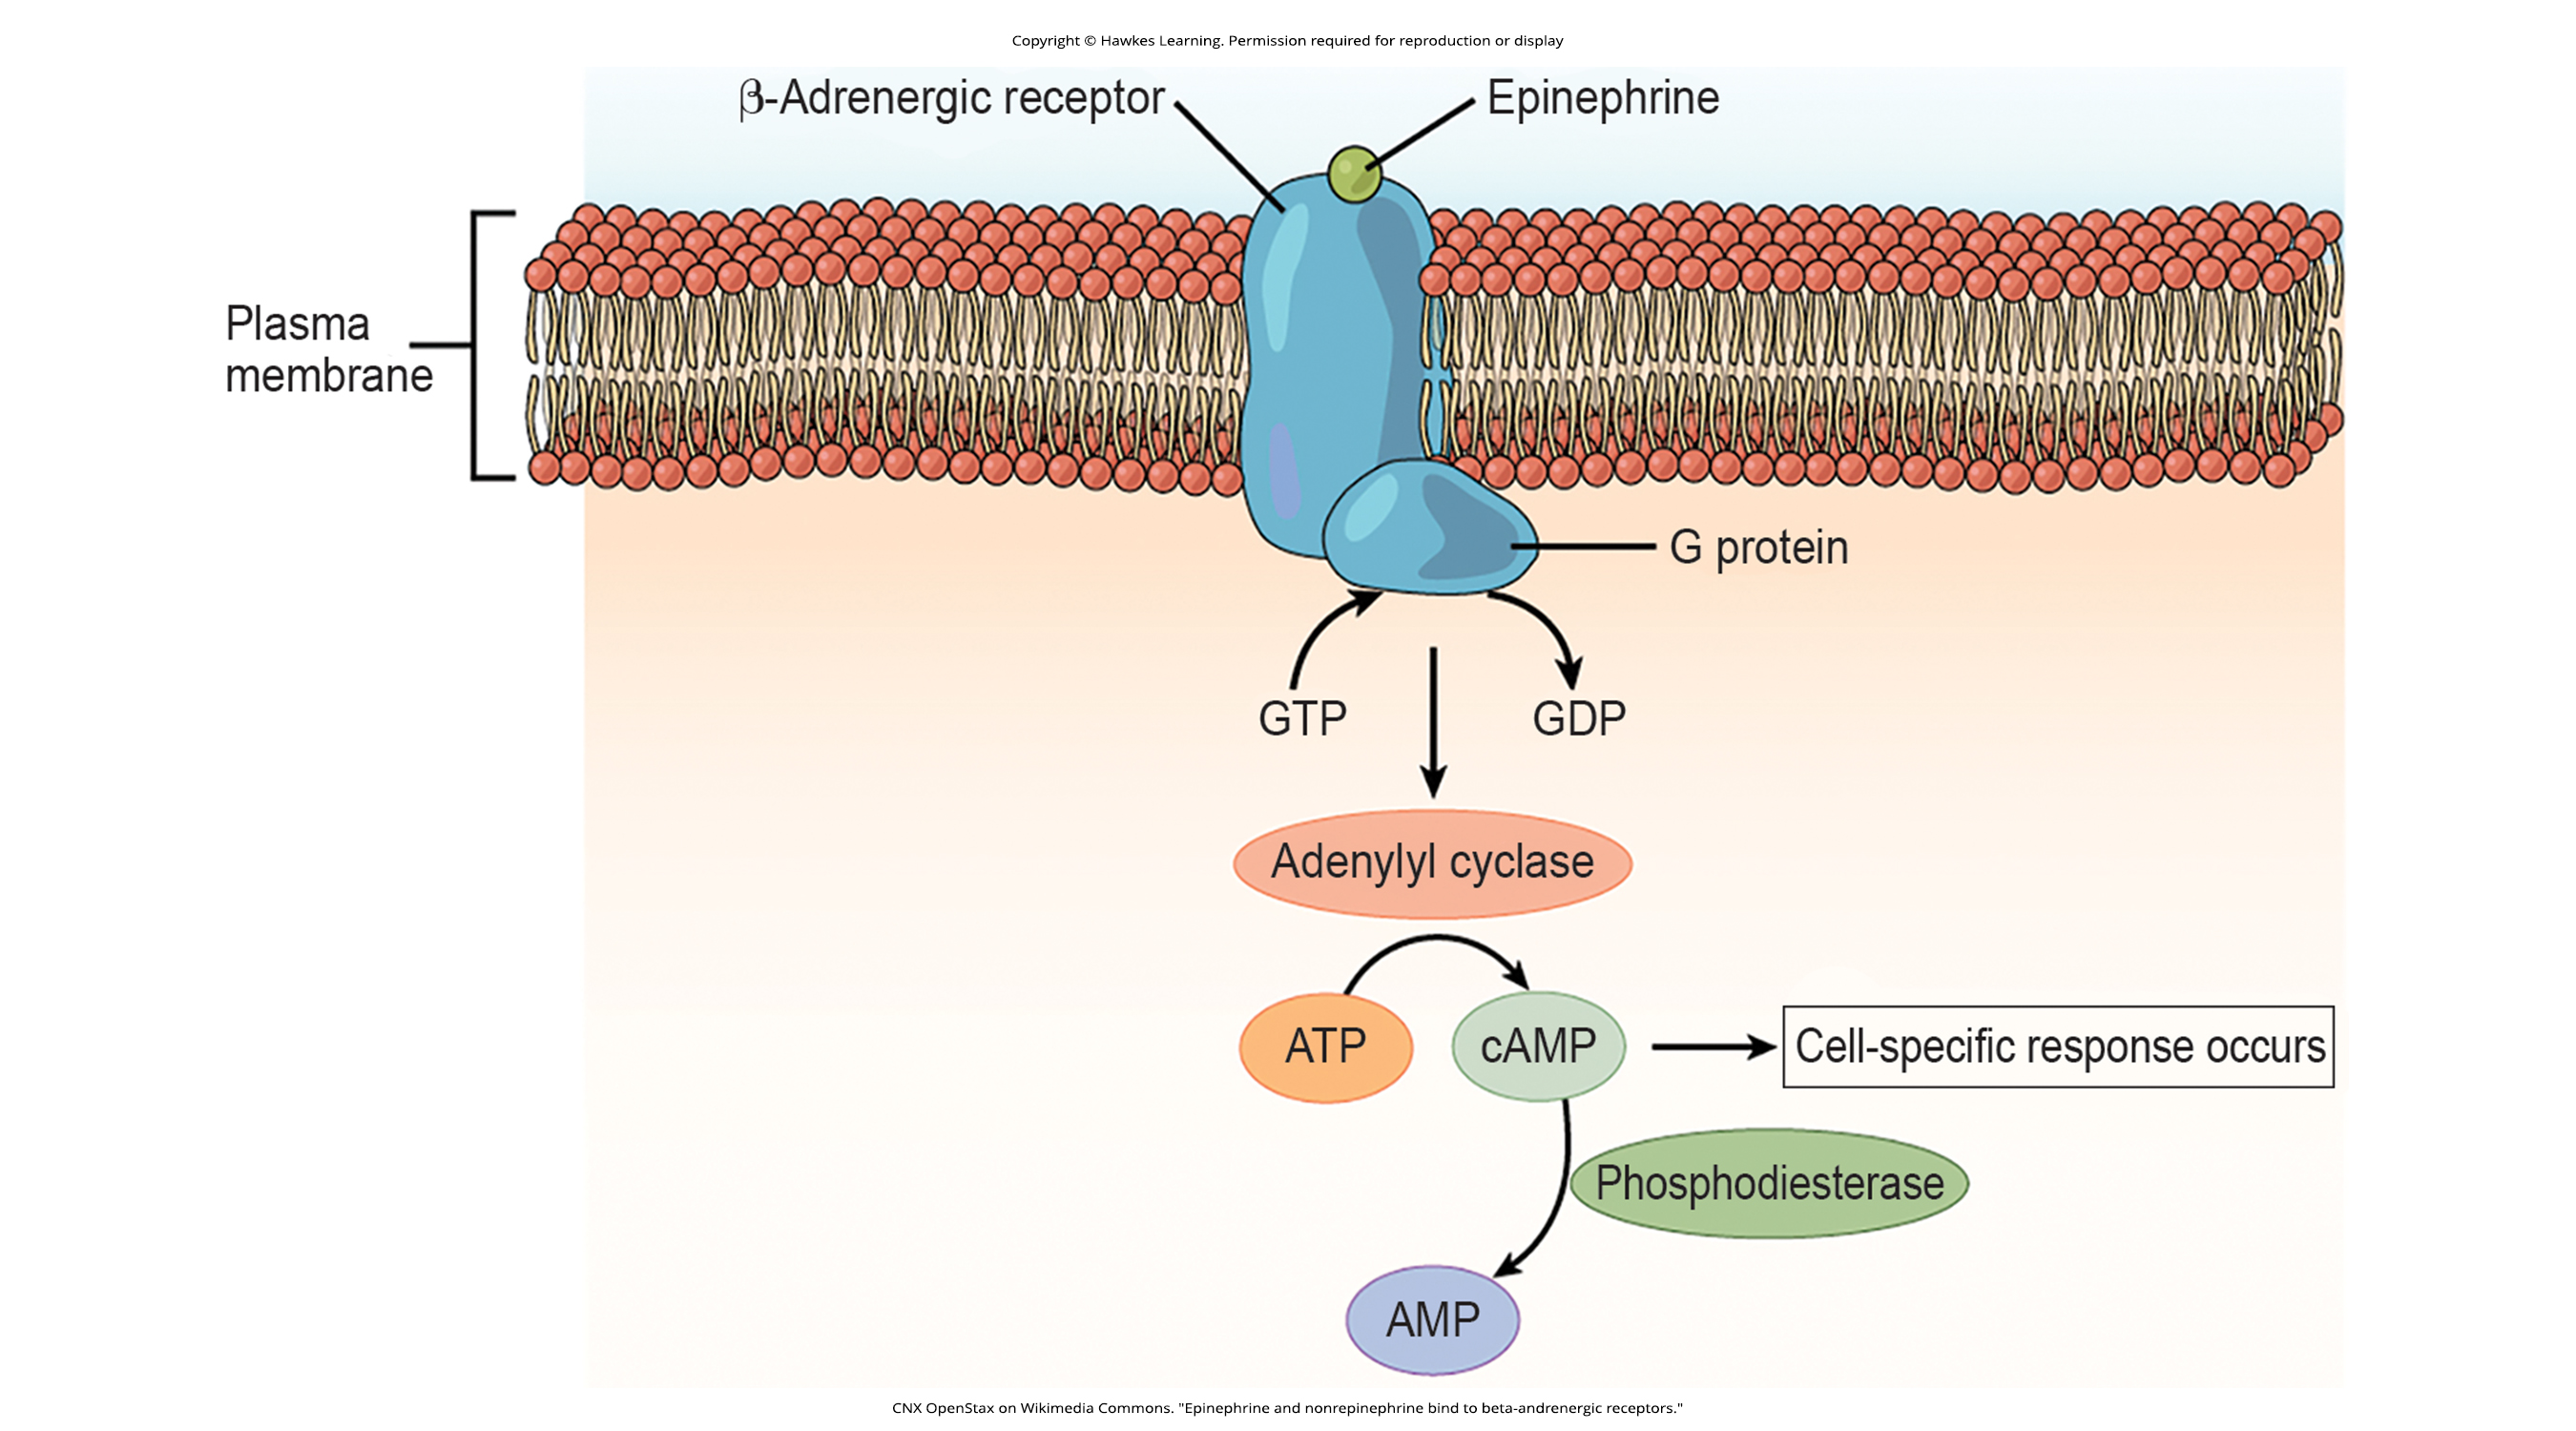 Copyright © Hawkes Learning. Permission required for reproduction or display
β-Adrenergic receptor
Epinephrine
Plasma
membrane
G protein
GTP
GDP
Adenylyl cyclase
ATP
cAMP
Cell-specific response occurs
Phosphodiesterase
AMP
CNX OpenStax on Wikimedia Commons. "Epinephrine and nonrepinephrine bind to beta-andrenergic receptors."